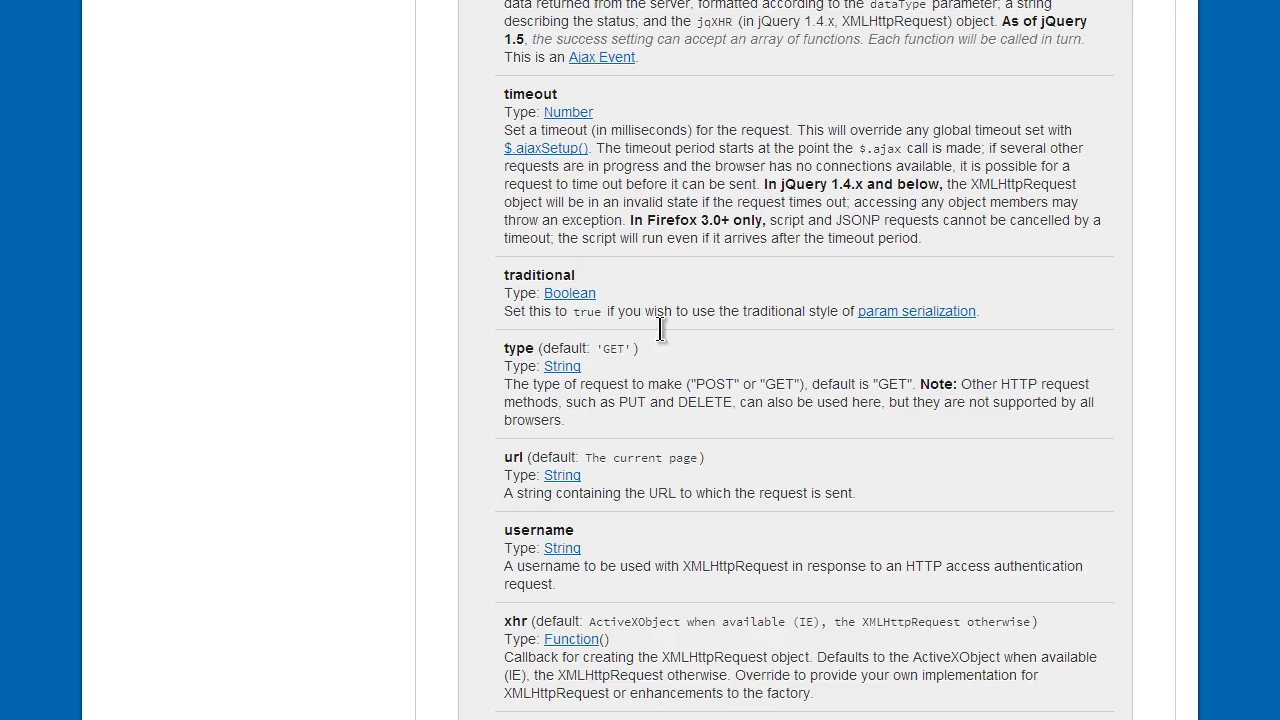 data returned from the server, formatted according to the dataType parameter; a string
describing the status; and the jqXHR (in jQuery 1.4.x, XMLHttpRequest) object. As of jQuery
1.5, the success setting can accept an array of functions. Each function will be called in turn.
This is an Ajax Event.
timeout
Type: Number
Set a timeout (in milliseconds) for the request. This will override any global timeout set with
$.ajaxSetup(). The timeout period starts at the point the $.ajax call is made; if several other
requests are in progress and the browser has no connections available, it is possible for a
request to time out before it can be sent. In jQuery 1.4.x and below, the XMLHttpRequest
object will be in an invalid state if the request times out; accessing any object members may
throw an exception. In Firefox 3.0+ only, script and JSONP requests cannot be cancelled by a
timeout; the script will run even if it arrives after the timeout period.
traditional
Type: Boolean
Set this to true if you wish to use the traditional style of param serialization.
type (default: 'GET')
Type: String
The type of request to make ("POST" or "GET"), default is "GET". Note: Other HTTP request
methods, such as PUT and DELETE, can also be used here, but they are not supported by all
browsers.
url (default: The current page)
Type: String
A string containing the URL to which the request is sent.
username
Type: String
A username to be used with XMLHttpRequest in response to an HTTP access authentication
request.
xhr (default: ActiveXObject when available (IE), the XMLHttpRequest otherwise)
Type: Function()
Callback for creating the XMLHttpRequest object. Defaults to the ActiveXObject when available
(IE), the XMLHttpRequest otherwise. Override to provide your own implementation for
XMLHttpRequest or enhancements to the factory.